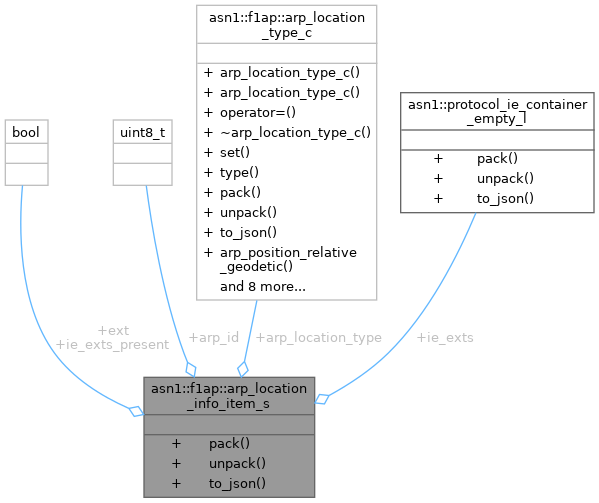 asn1::f1ap::arp_location
_type_c
+ arp_location_type_c()
+ arp_location_type_c()
+ operator=()
+ ~arp_location_type_c()
+ set()
+ type()
+ pack()
+ unpack()
+ to_json()
+ arp_position_relative
_geodetic()
and 8 more...
asn1::protocol_ie_container
_empty_l
+ pack()
+ unpack()
+ to_json()
bool
uint8_t
+ext
+ie_exts_present
+arp_id
+arp_location_type
+ie_exts
asn1::f1ap::arp_location
_info_item_s
+ pack()
+ unpack()
+ to_json()